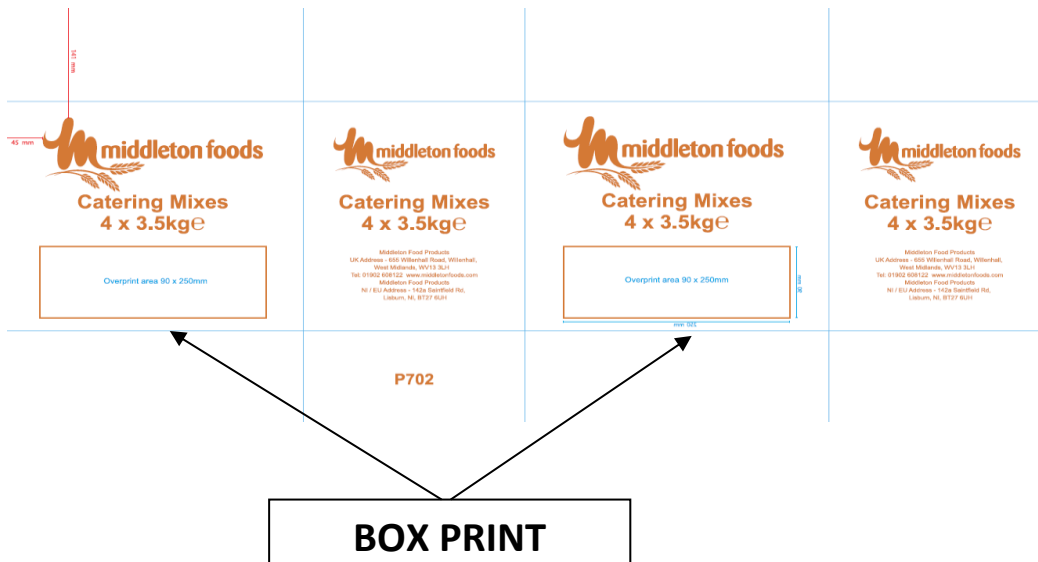 141 mm
45 mm
middleton foods
Catering Mixes
4 x 3.5kg℮
Overprint area 90 x 250mm
middleton foods
Catering Mixes
4 x 3.5kg℮
Middleton Food Products
UK Address - 655 Willenhall Road, Willenhall,
West Midlands, WV13 3LH
Tel: 01902 608122 www.middletonfoods.com
Middleton Food Products
NI / EU Address - 142a Saintfield Rd,
Lisburn, NI, BT27 6UH
P702
middleton foods
Catering Mixes
4 x 3.5kg℮
Overprint area 90 x 250mm
90 mm
250 mm
middleton foods
Catering Mixes
4 x 3.5kg℮
Middleton Food Products
UK Address - 655 Willenhall Road, Willenhall,
West Midlands, WV13 3LH
Tel: 01902 608122 www.middletonfoods.com
Middleton Food Products
NI / EU Address - 142a Saintfield Rd,
Lisburn, NI, BT27 6UH
BOX PRINT